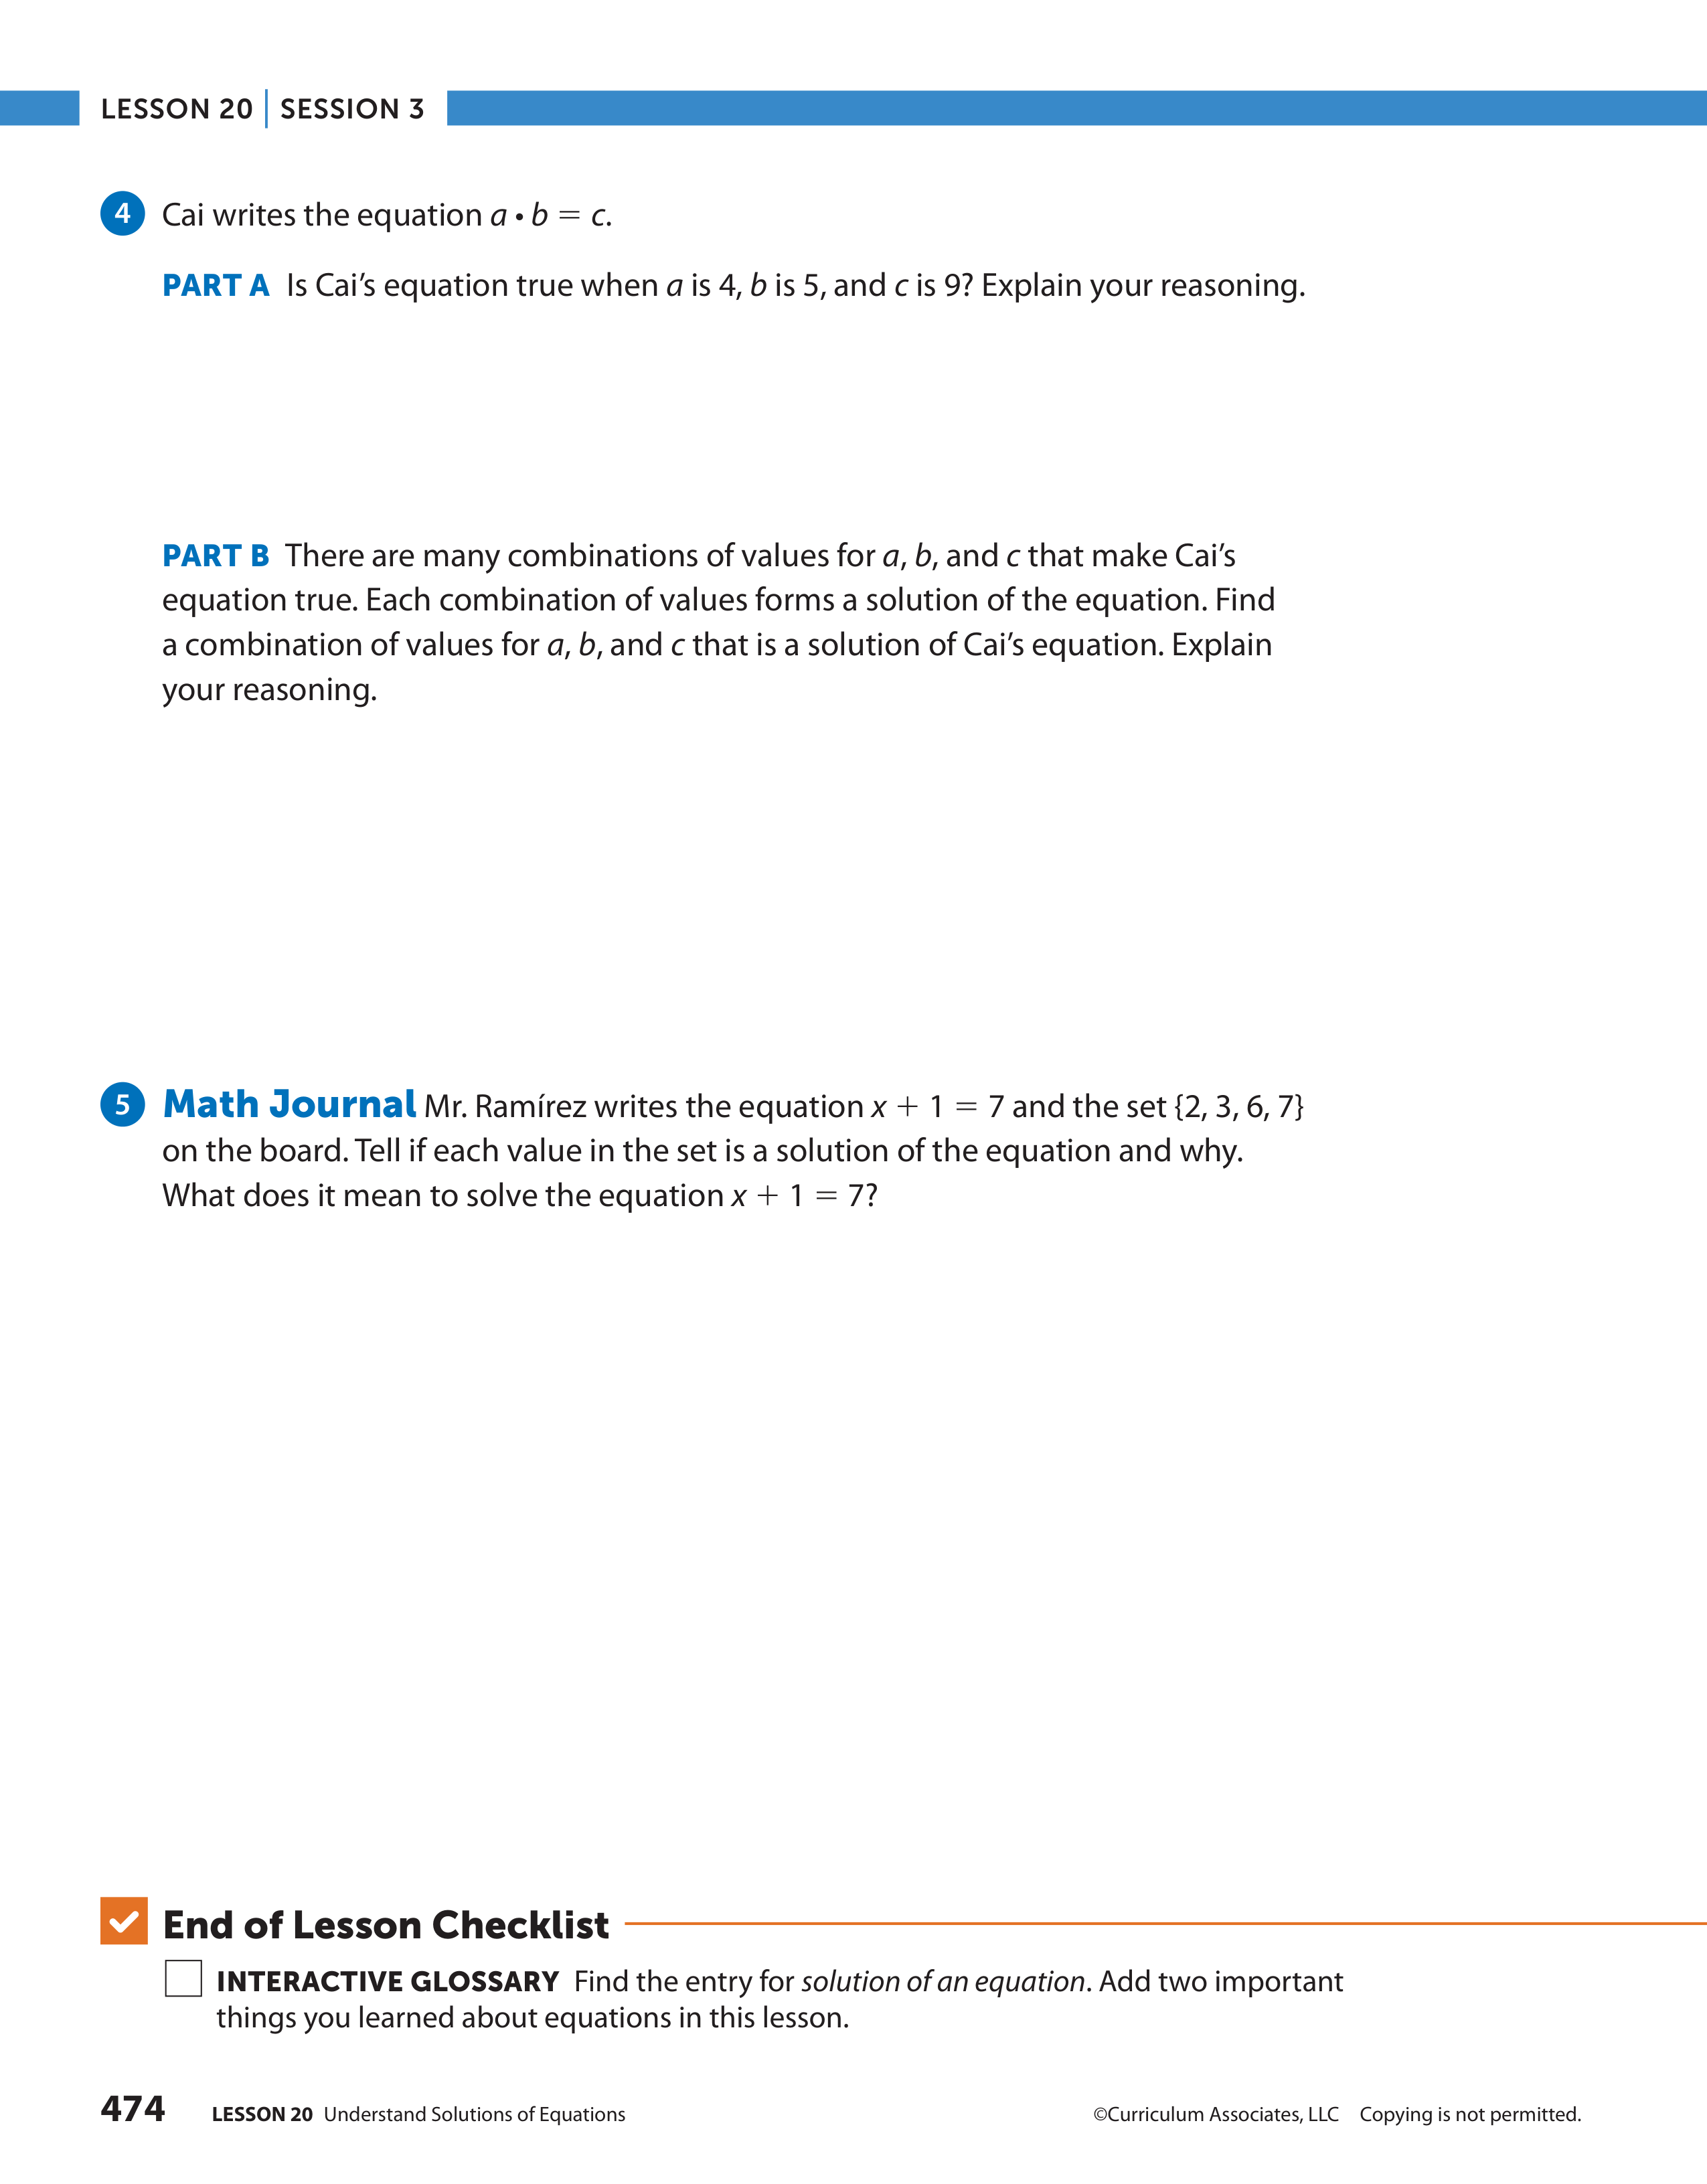 LESSON 20 | SESSION 3
4 Cai writes the equation a • b = c.
PART A Is Cai’s equation true when a is 4, b is 5, and c is 9? Explain your reasoning.
PART B There are many combinations of values for a, b, and c that make Cai’s
equation true. Each combination of values forms a solution of the equation. Find
a combination of values for a, b, and c that is a solution of Cai’s equation. Explain
your reasoning.
5 Math Journal Mr. Ramírez writes the equation x + 1 = 7 and the set {2, 3, 6, 7}
on the board. Tell if each value in the set is a solution of the equation and why.
What does it mean to solve the equation x + 1 = 7?
End of Lesson Checklist
INTERACTIVE GLOSSARY Find the entry for solution of an equation. Add two important
things you learned about equations in this lesson.
474 LESSON 20 Understand Solutions of Equations ©Curriculum Associates, LLC Copying is not permitted.